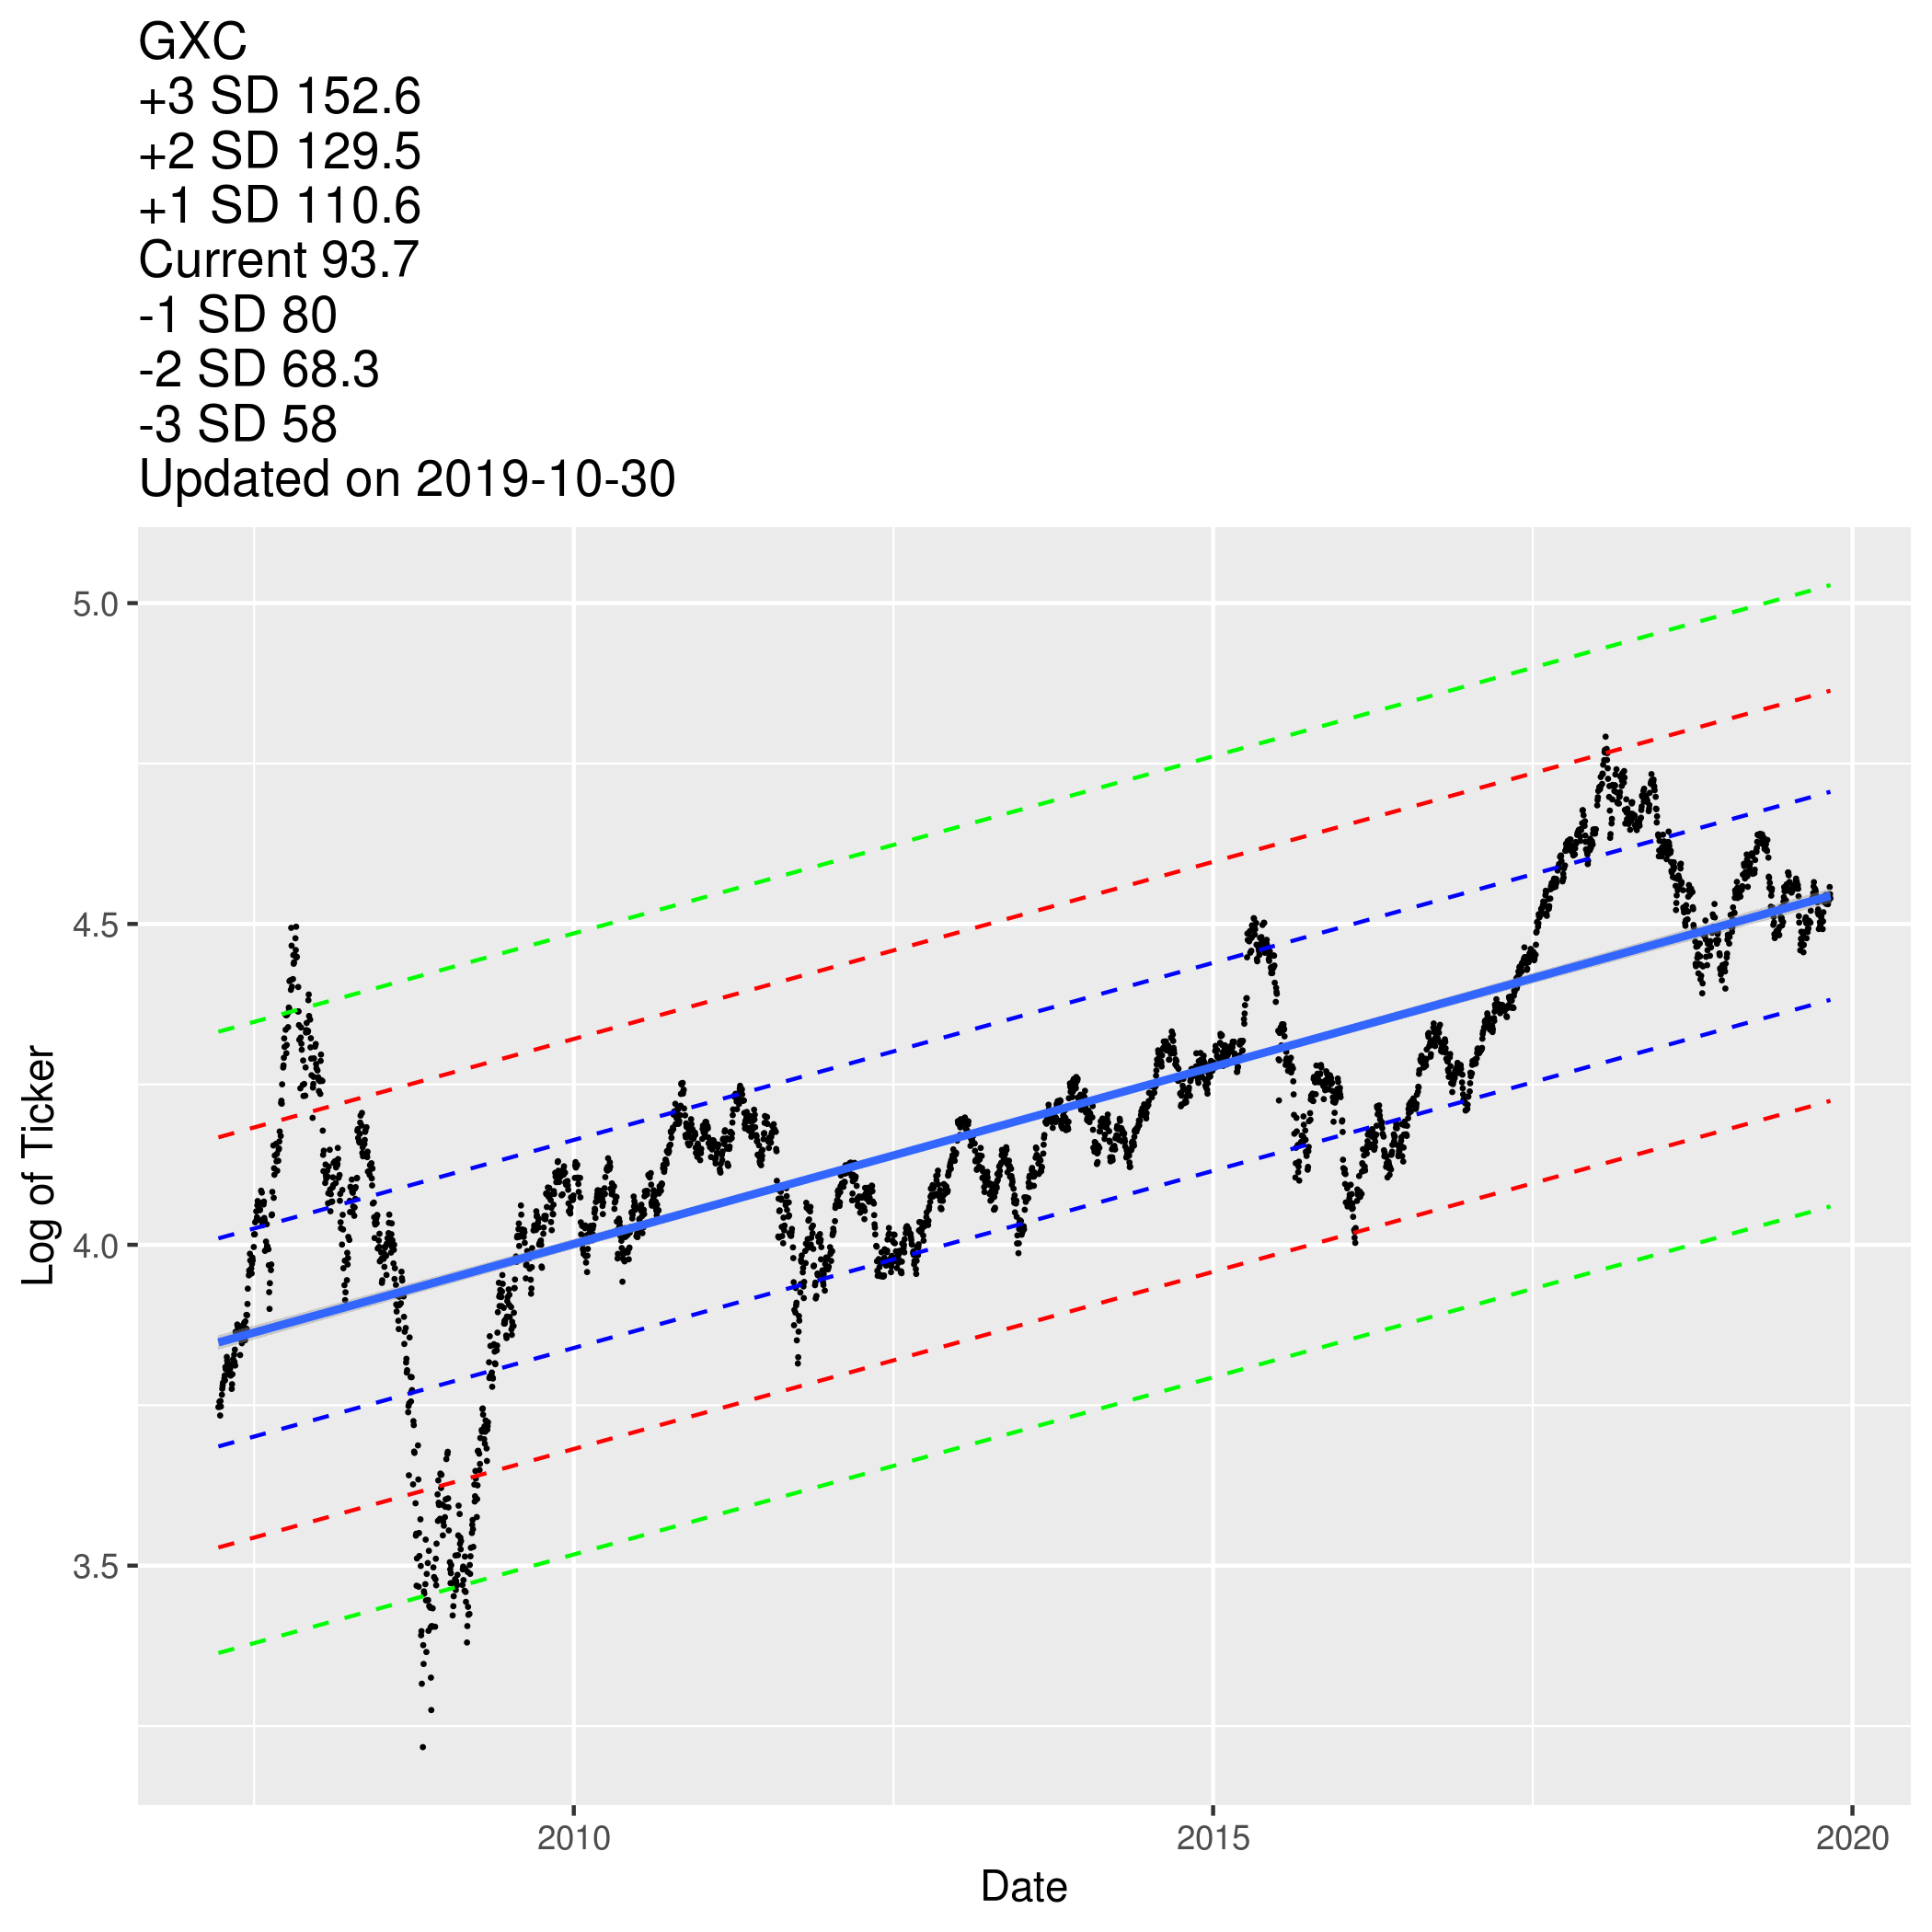 GXC
+3 SD 152.6
+2 SD 129.5
+1 SD 110.6
Current 93.7
-1 SD 80
-2 SD 68.3
-3 SD 58
Updated on 2019-10-30
5.0
4.5
4.0
3.5
Log of Ticker
2010
2015
2020
Date